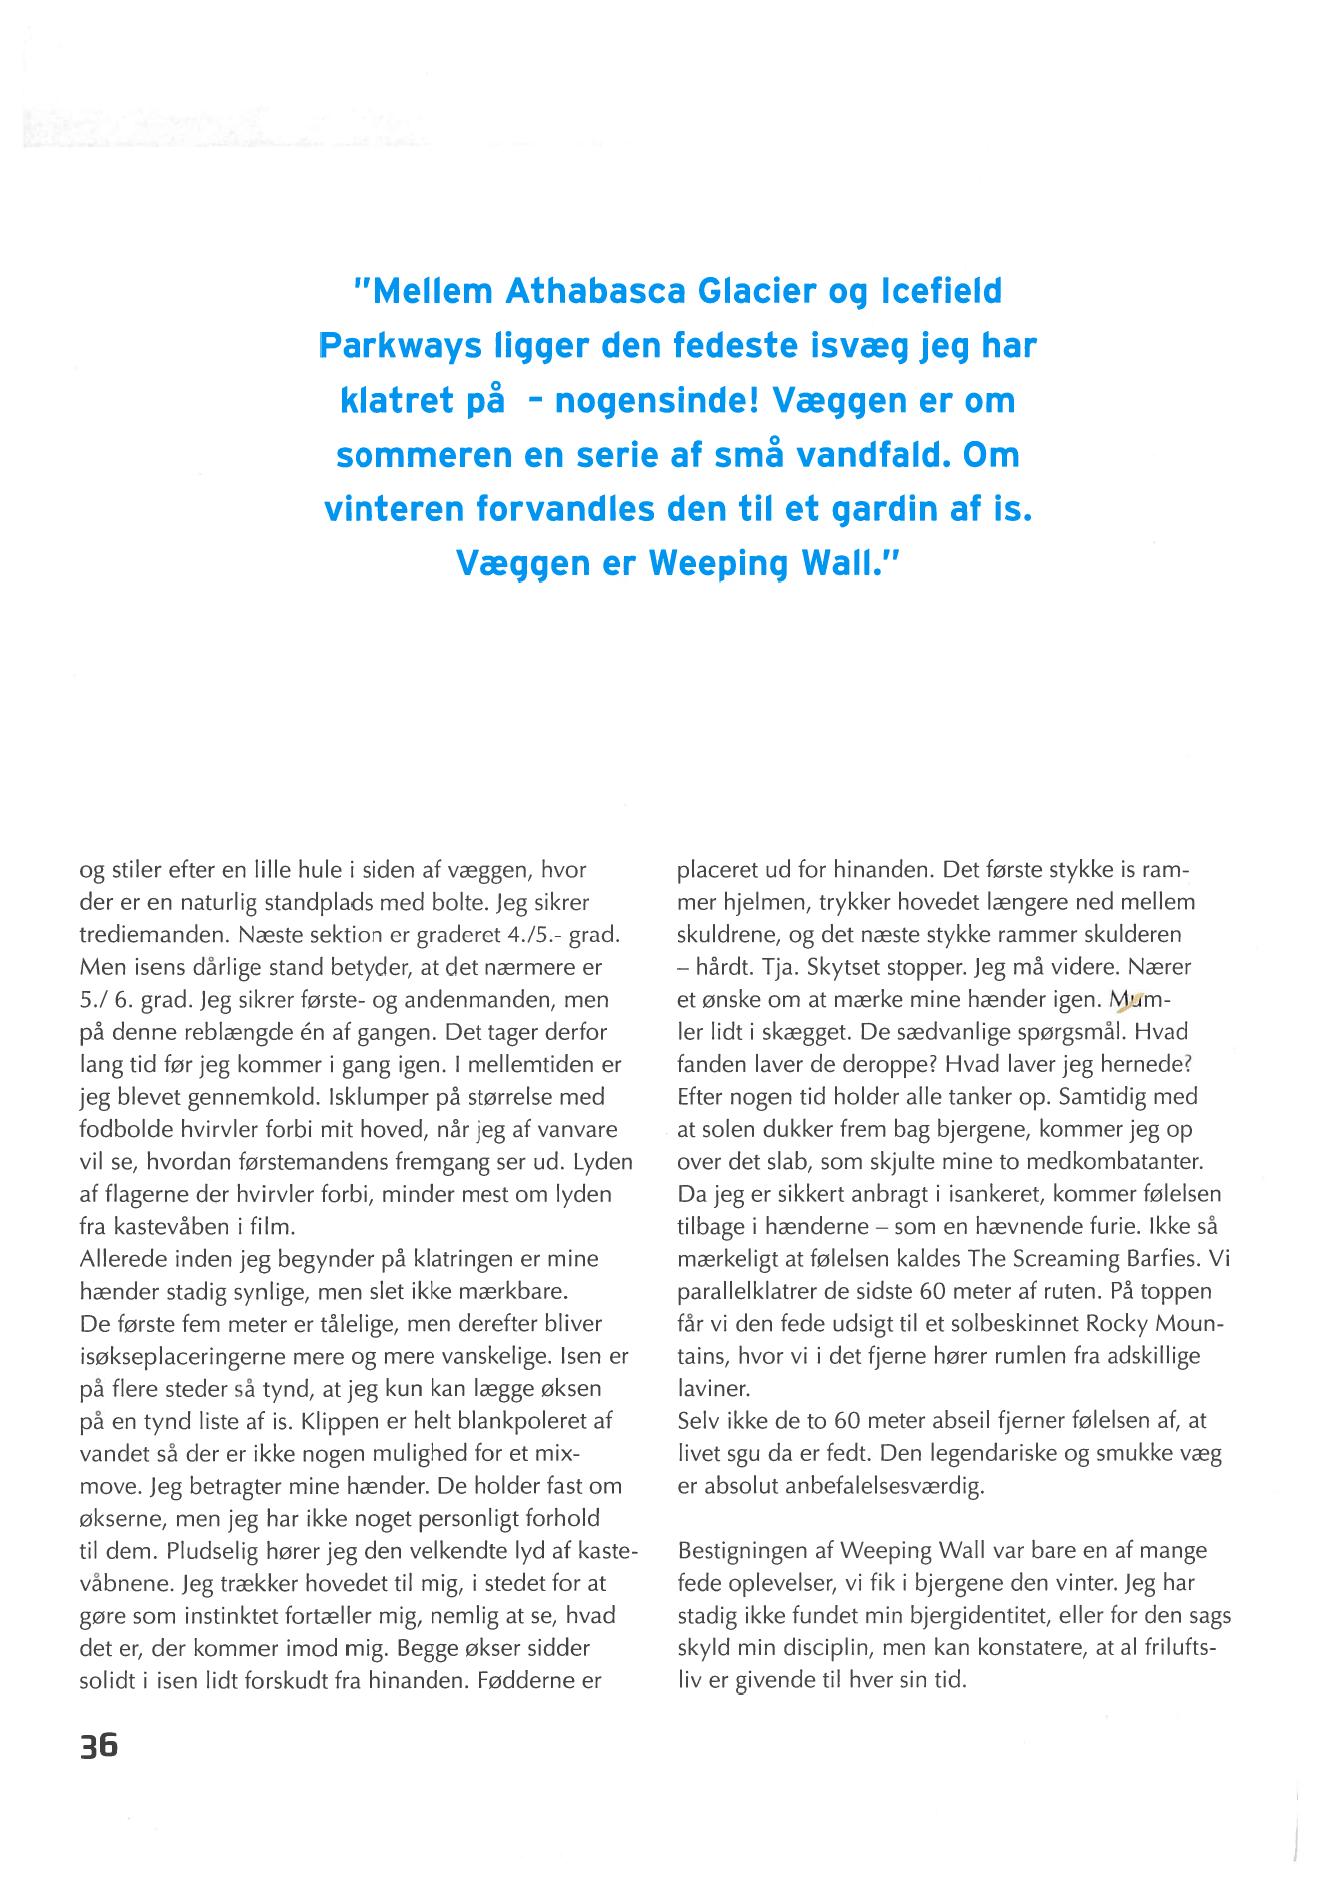 "Mellem Athabasca Glacier og Icefield
Parkways ligger den fedeste isvæg jeg har
klatret på - nogensinde! Væggen er om
sommeren en serie af små vandfald. Om
vinteren forvandles den til et gardin af is.
Væggen er Weeping Wall."
og stiler efter en lille hule i siden af væggen, hvor
der er en naturlig standplads med bolte. Jeg sikrer
trediemanden. Næste sektion er graderet 4./5.- grad.
Men isens dårlige stand betyder, at det nærmere er
5./ 6. grad. Jeg sikrer første- og andenmanden, men
på denne reblængde én af gangen. Det tager derfor
lang tid før jeg kommer i gang igen. I mellemtiden er
jeg blevet gennemkold. Isklumper på størrelse med
fodbolde hvirvler forbi mit hoved, når jeg af vanvare
vil se, hvordan førstemandens fremgang ser ud. Lyden
af flagerne der hvirvler forbi, minder mest om lyden
fra kastevåben i film.
Allerede inden jeg begynder på klatringen er mine
hænder stadig synlige, men slet ikke mærkbare.
De første fem meter er tålelige, men derefter bliver
isøkseplaceringerne mere og mere vanskelige. Isen er
på flere steder så tynd, at jeg kun kan lægge øksen
på en tynd liste af is. Klippen er helt blankpoleret af
vandet så der er ikke nogen mulighed for et mix-
move. Jeg betragter mine hænder. De holder fast om
økserne, men jeg har ikke noget personligt forhold
til dem. Pludselig hører jeg den velkendte lyd af kaste-
våbnene. Jeg trækker hovedet til mig, i stedet for at
gøre som instinktet fortæller mig, nemlig at se, hvad
det er, der kommer imod mig. Begge økser sidder
solidt i isen lidt forskudt fra hinanden. Fødderne er
placeret ud for hinanden. Det første stykke is ram-
mer hjelmen, trykker hovedet længere ned mellem
skuldrene, og det næste stykke rammer skulderen
– hårdt. Tja. Skytset stopper. Jeg må videre. Nærer
et ønske om at mærke mine hænder igen. Mum-
ler lidt i skægget. De sædvanlige spørgsmål. Hvad
fanden laver de deroppe? Hvad laver jeg hernede?
Efter nogen tid holder alle tanker op. Samtidig med
at solen dukker frem bag bjergene, kommer jeg op
over det slab, som skjulte mine to medkombatanter.
Da jeg er sikkert anbragt i isankeret, kommer følelsen
tilbage i hænderne – som en hævnende furie. Ikke så
mærkeligt at følelsen kaldes The Screaming Barfies. Vi
parallelklatrer de sidste 60 meter af ruten. På toppen
får vi den fede udsigt til et solbeskinnet Rocky Moun-
tains, hvor vi i det fjerne hører rumlen fra adskillige
laviner.
Selv ikke de to 60 meter abseil fjerner følelsen af, at
livet sgu da er fedt. Den legendariske og smukke væg
er absolut anbefalelsesværdig.
Bestigningen af Weeping Wall var bare en af mange
fede oplevelser, vi fik i bjergene den vinter. Jeg har
stadig ikke fundet min bjergidentitet, eller for den sags
skyld min disciplin, men kan konstatere, at al frilufts-
liv er givende til hver sin tid.
36